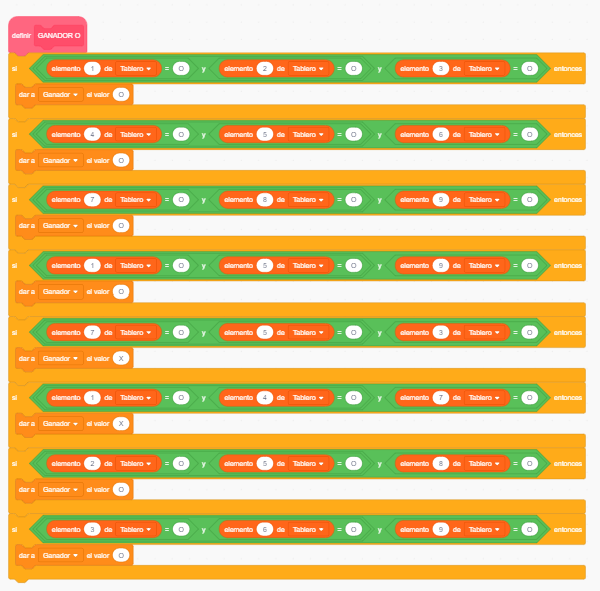 definir GANADOR O
si elemento 1 de Tablero = O y elemento 2 de Tablero = O y elemento 3 de Tablero = O entonces
dar a Ganador el valor O
si elemento 4 de Tablero = O y elemento 5 de Tablero = O y elemento 6 de Tablero = O entonces
dar a Ganador el valor O
si elemento 7 de Tablero = O y elemento 8 de Tablero = O y elemento 9 de Tablero = O entonces
dar a Ganador el valor O
si elemento 1 de Tablero = O y elemento 5 de Tablero = O y elemento 9 de Tablero = O entonces
dar a Ganador el valor O
si elemento 7 de Tablero = O y elemento 5 de Tablero = O y elemento 3 de Tablero = O entonces
dar a Ganador el valor X
si elemento 1 de Tablero = O y elemento 4 de Tablero = O y elemento 7 de Tablero = O entonces
dar a Ganador el valor X
si elemento 2 de Tablero = O y elemento 5 de Tablero = O y elemento 8 de Tablero = O entonces
dar a Ganador el valor O
si elemento 3 de Tablero = O y elemento 6 de Tablero = O y elemento 9 de Tablero = O entonces
dar a Ganador el valor O